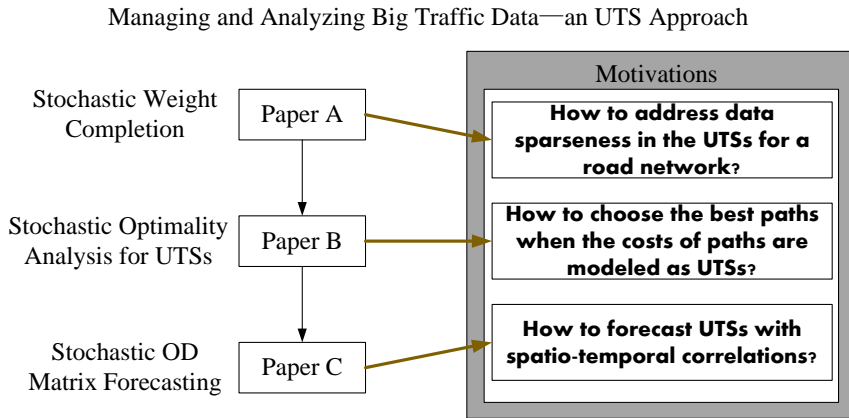 Managing and Analyzing Big Traffic Data—an UTS Approach
Motivations
Stochastic Weight
Completion
Paper A
How to address data
sparseness in the UTSs for a
road network?
Stochastic Optimality
Analysis for UTSs
Paper B
How to choose the best paths
when the costs of paths are
modeled as UTSs?
Stochastic OD
Matrix Forecasting
Paper C
How to forecast UTSs with
spatio-temporal correlations?